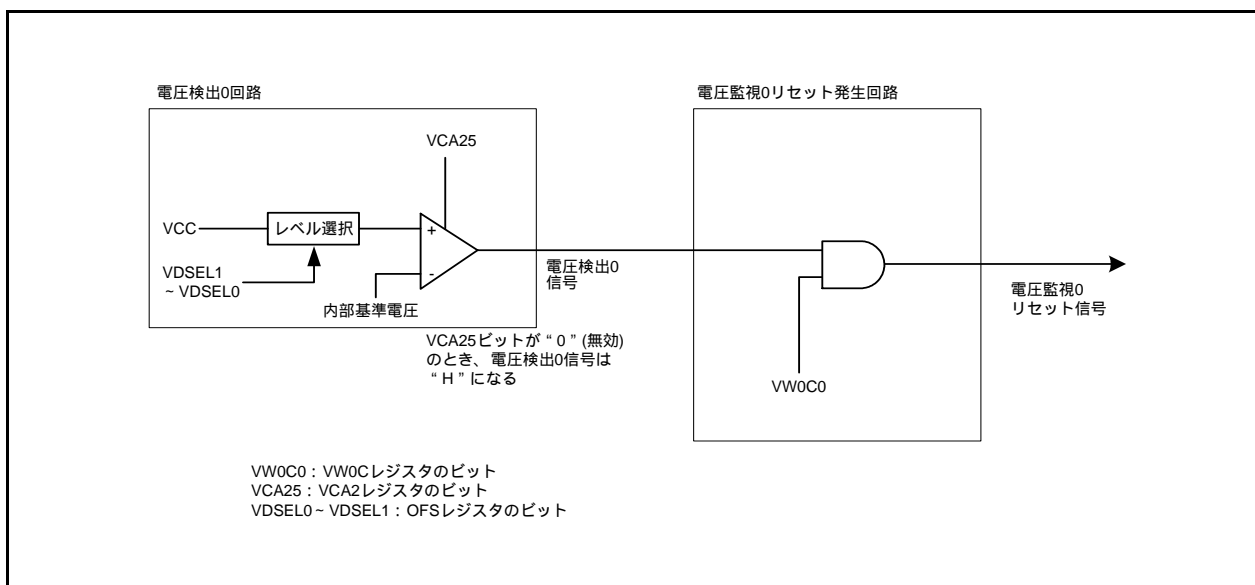 電圧検出0回路
電圧監視0リセット発生回路
VCA25
VCC
レベル選択
+
VDSEL1
~ VDSEL0
-
内部基準電圧
電圧検出0
信号
電圧監視0
リセット信号
VCA25ビットが“0”(無効)
のとき、電圧検出0信号は
“H”になる
VW0C0
VW0C0：VW0Cレジスタのビット
VCA25：VCA2レジスタのビット
VDSEL0~VDSEL1：OFSレジスタのビット